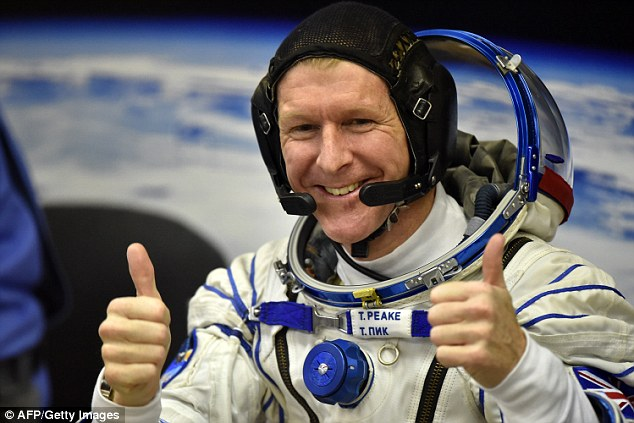 T. PEAKE
Т. ПИК
© AFP/Getty Images